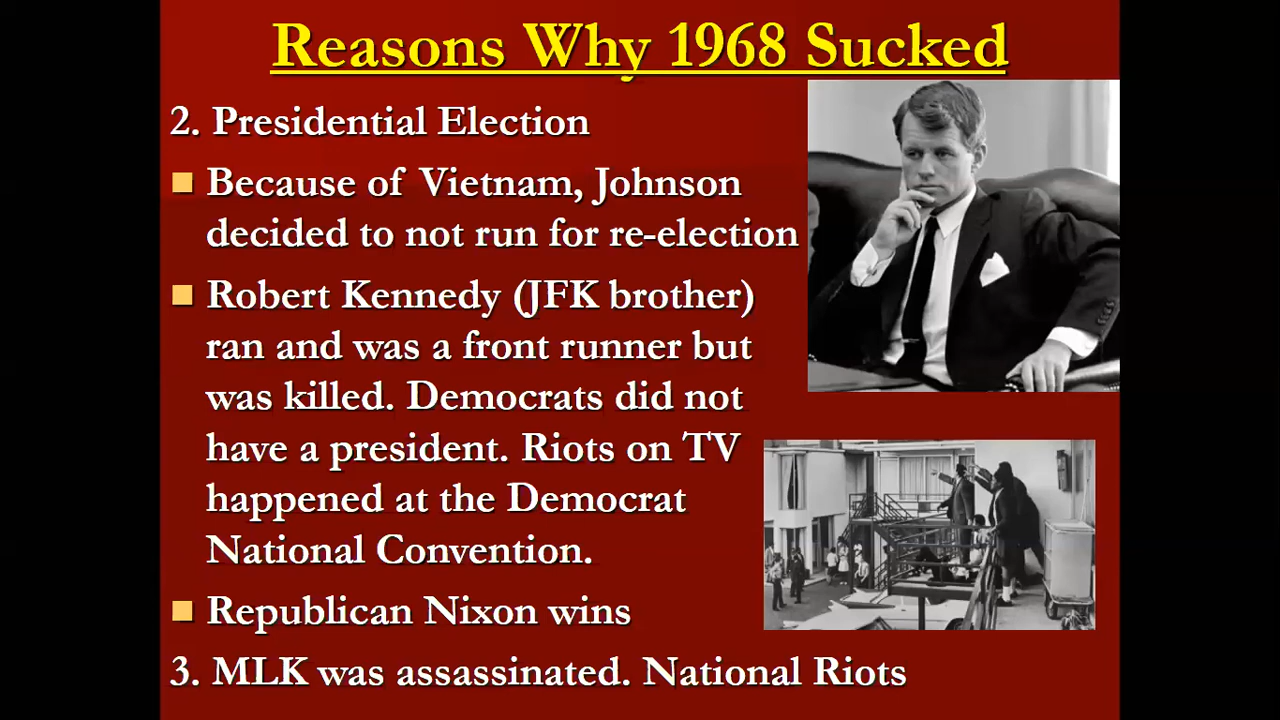 Reasons Why 1968 Sucked
2. Presidential Election
Because of Vietnam, Johnson
decided to not run for re-election
Robert Kennedy (JFK brother)
ran and was a front runner but
was killed. Democrats did not
have a president. Riots on TV
happened at the Democrat
National Convention.
Republican Nixon wins
3. MLK was assassinated. National Riots